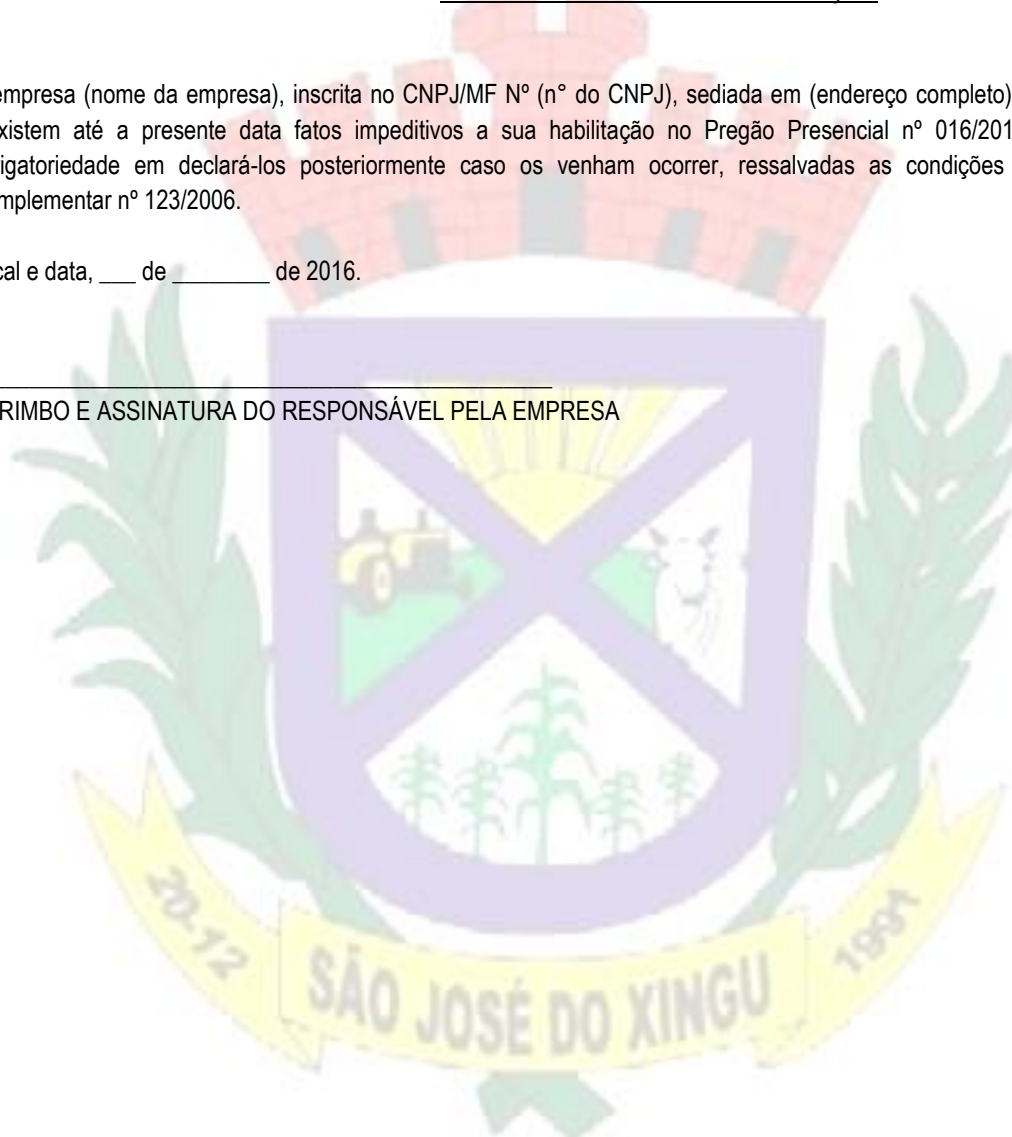 empresa (nome da empresa), inscrita no CNPJ/MF Nº (n° do CNPJ), sediada em (endereço completo)
xistem até a presente data fatos impeditivos a sua habilitação no Pregão Presencial nº 016/201
igatoriedade em declará-los posteriormente caso os venham ocorrer, ressalvadas as condições
mplementar nº 123/2006.
cal e data, ___ de ________ de 2016.
RIMBO E ASSINATURA DO RESPONSÁVEL PELA EMPRESA
20-12
SÃO JOSÉ DO XINGU
1991